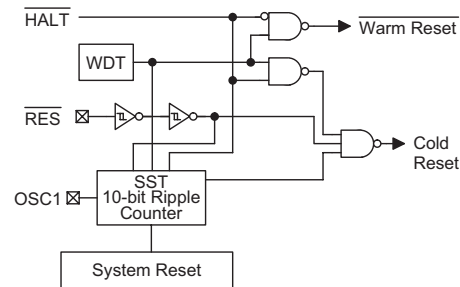 HALT
Warm Reset
WDT
RES
Cold
Reset
SST
10-bit Ripple
Counter
OSC1
System Reset